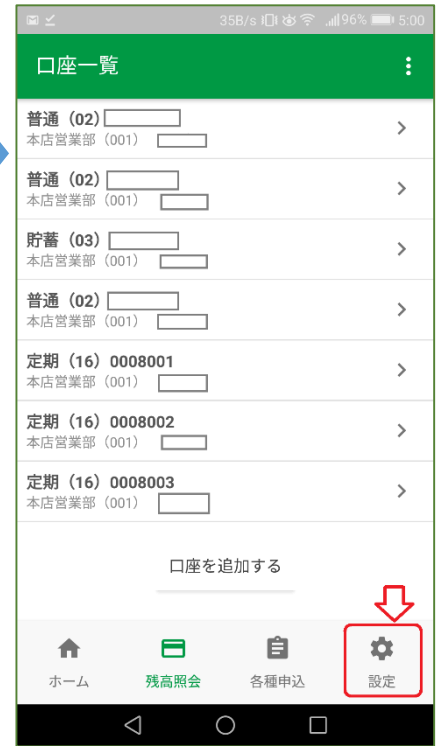 35B/s 96% 5:00
口座一覧
普通（02）
本店営業部（001）
普通（02）
本店営業部（001）
貯蓄（03）
本店営業部（001）
普通（02）
本店営業部（001）
定期（16）0008001
本店営業部（001）
定期（16）0008002
本店営業部（001）
定期（16）0008003
本店営業部（001）
口座を追加する
ホーム 残高照会 各種申込 設定